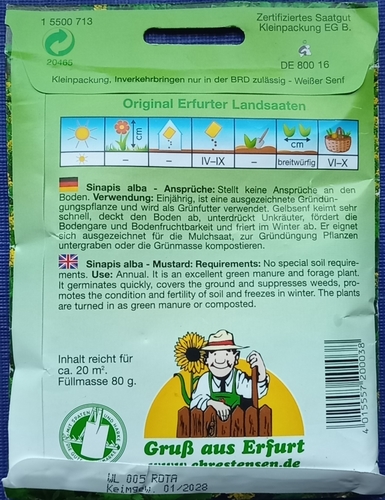 1 5500 713
Zertifiziertes Saatgut
Kleinpackung EG B.
20465
DE 800 16
Kleinpackung, Inverkehrbringen nur in der BRD zulässig - Weißer Senf
Original Erfurter Landsaaten
cm
cm
– – IV–IX – breitwürfig VI–X
Sinapis alba - Ansprüche: Stellt keine Ansprüche an den
Boden. Verwendung: Einjährig, ist eine ausgezeichnete Gründün-
gungspflanze und wird als Grünfutter verwendet. Gelbsenf keimt sehr
schnell, deckt den Boden ab, unterdrückt Unkräuter, fördert die
Bodengare und Bodenfruchtbarkeit und friert im Winter ab. Er eignet
sich ausgezeichnet für die Mulchsaat, zur Gründüngung Pflanzen
untergraben oder die Grünmasse kompostieren.
Sinapis alba - Mustard: Requirements: No special soil require-
ments. Use: Annual. It is an excellent green manure and forage plant.
It germinates quickly, covers the ground and suppresses weeds, pro-
motes the condition and fertility of soil and freezes in winter. The plants
are turned in as green manure or composted.
Inhalt reicht für
ca. 20 m².
Füllmasse 80 g.
4 015557 200038
Gruß aus Erfurt
www.chrestensen.de
WL 005 RDTA
Keimgew. 01/2028